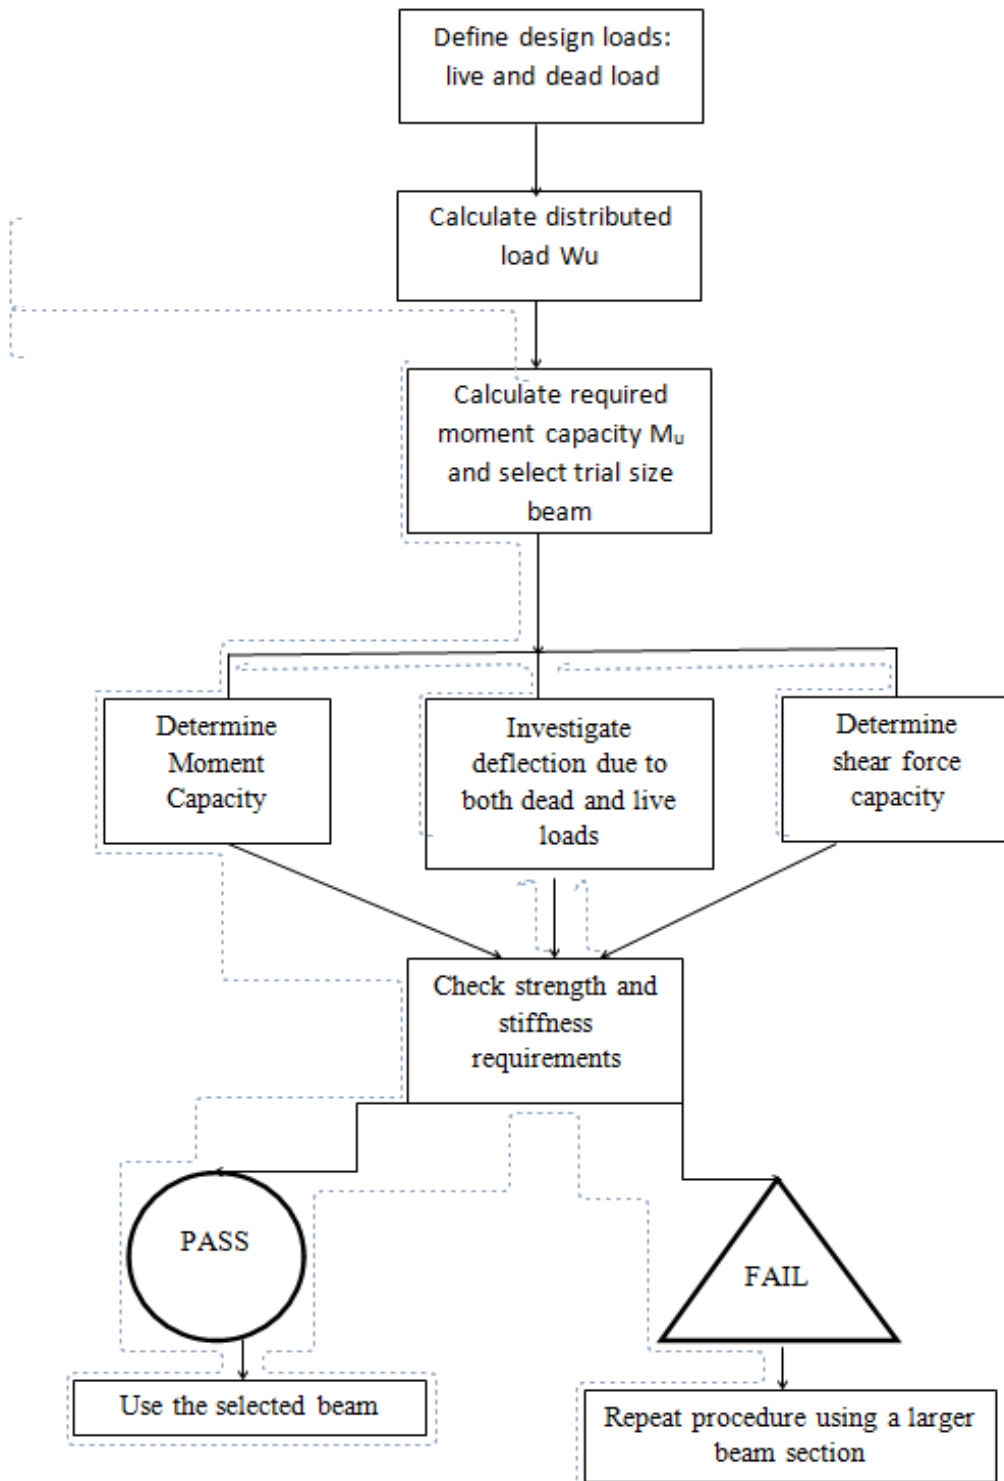 Define design loads:
live and dead load
Calculate distributed
load Wu
Calculate required
moment capacity Mᵤ
and select trial size
beam
Determine
Moment
Capacity
Investigate
deflection due to
both dead and live
loads
Determine
shear force
capacity
Check strength and
stiffness
requirements
PASS
FAIL
Use the selected beam
Repeat procedure using a larger
beam section